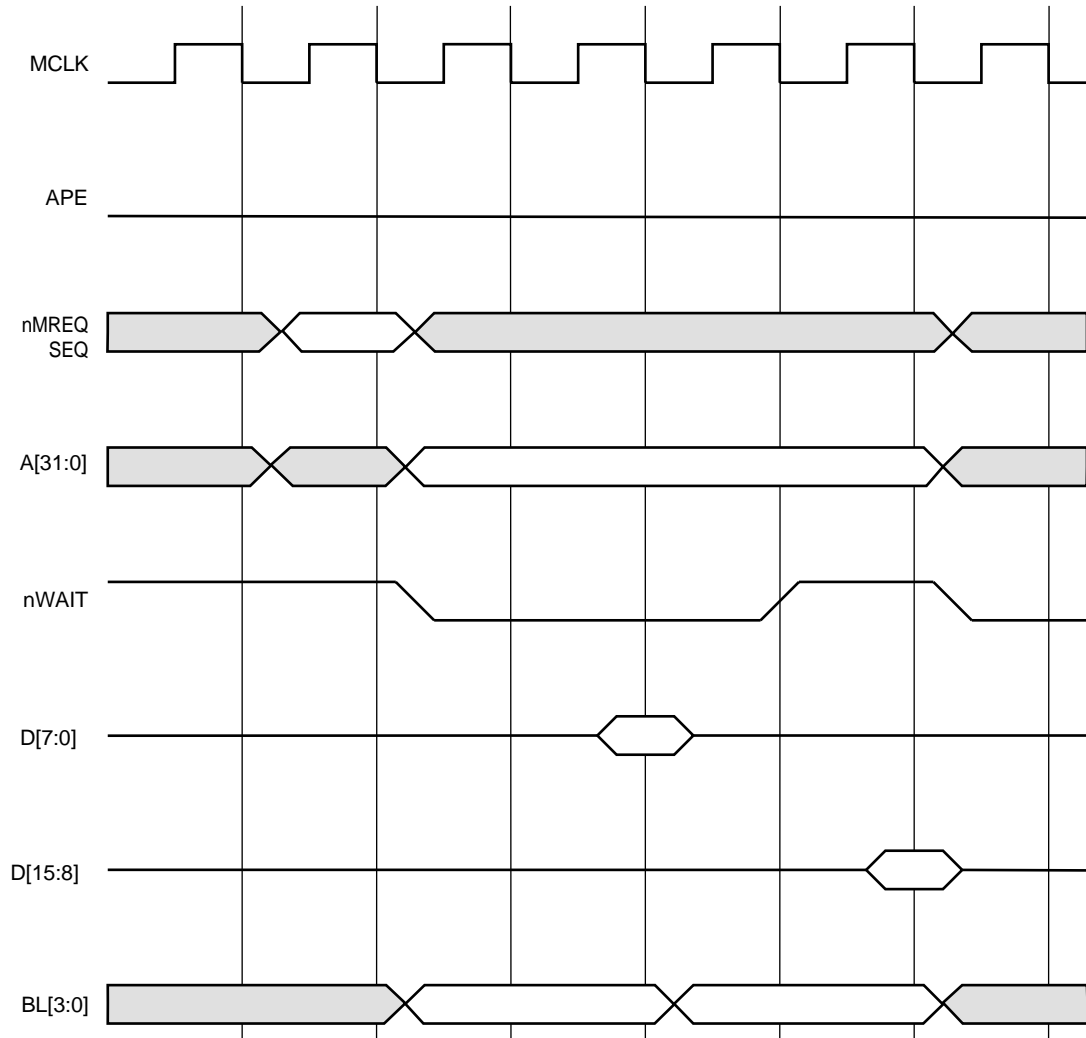 MCLK
APE
nMREQ
SEQ
A[31:0]
nWAIT
D[7:0]
D[15:8]
BL[3:0]